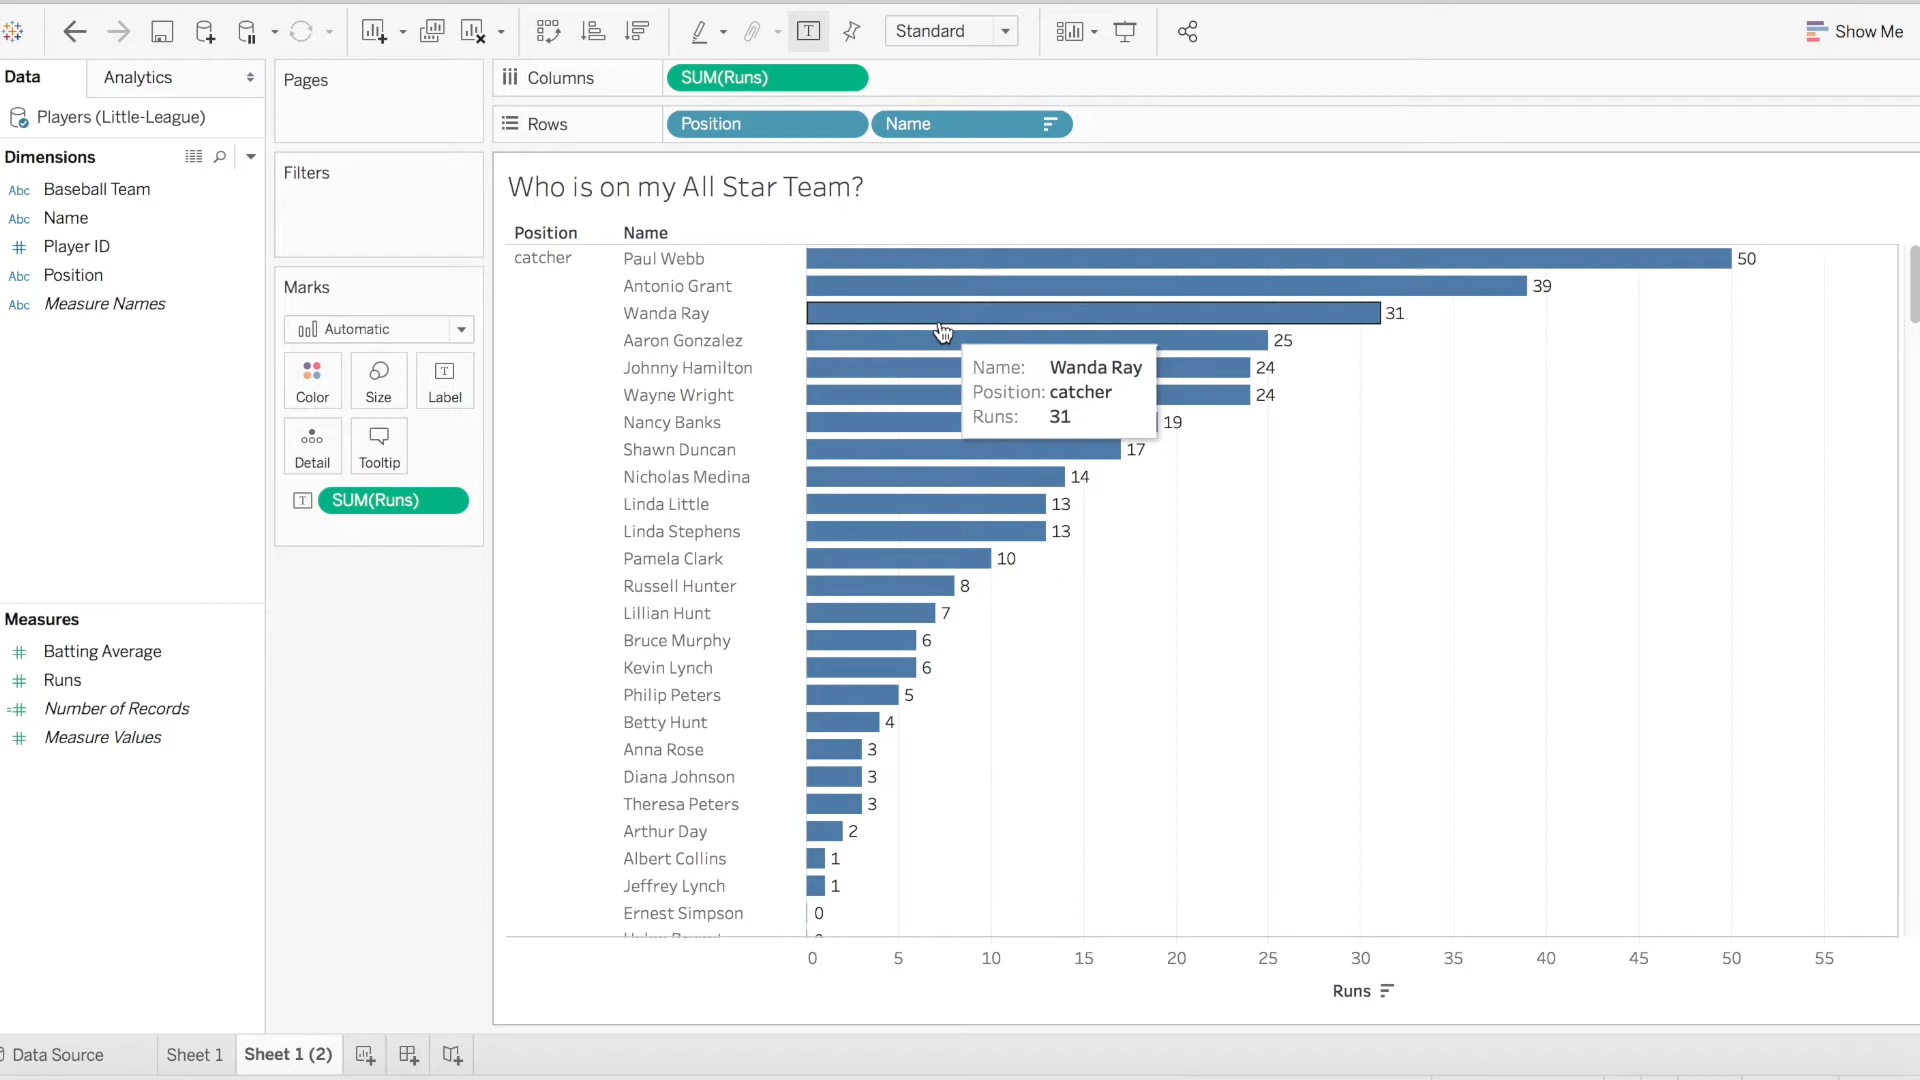 Standard
Show Me
Data
Analytics
Pages
Columns
SUM(Runs)
Players (Little-League)
Rows
Position
Name
Dimensions
Filters
Abc Baseball Team
Abc Name
# Player ID
Abc Position
Abc Measure Names
Who is on my All Star Team?
Position
Name
Marks
Automatic
Color
Size
Label
Detail
Tooltip
SUM(Runs)
catcher
Paul Webb 50
Antonio Grant 39
Wanda Ray 31
Aaron Gonzalez 25
Johnny Hamilton 24
Wayne Wright 24
Nancy Banks 19
Shawn Duncan 17
Nicholas Medina 14
Linda Little 13
Linda Stephens 13
Pamela Clark 10
Russell Hunter 8
Lillian Hunt 7
Bruce Murphy 6
Kevin Lynch 6
Philip Peters 5
Betty Hunt 4
Anna Rose 3
Diana Johnson 3
Theresa Peters 3
Arthur Day 2
Albert Collins 1
Jeffrey Lynch 1
Ernest Simpson 0
Name: Wanda Ray
Position: catcher
Runs: 31
Measures
# Batting Average
# Runs
=# Number of Records
# Measure Values
0 5 10 15 20 25 30 35 40 45 50 55
Runs
Data Source
Sheet 1
Sheet 1 (2)